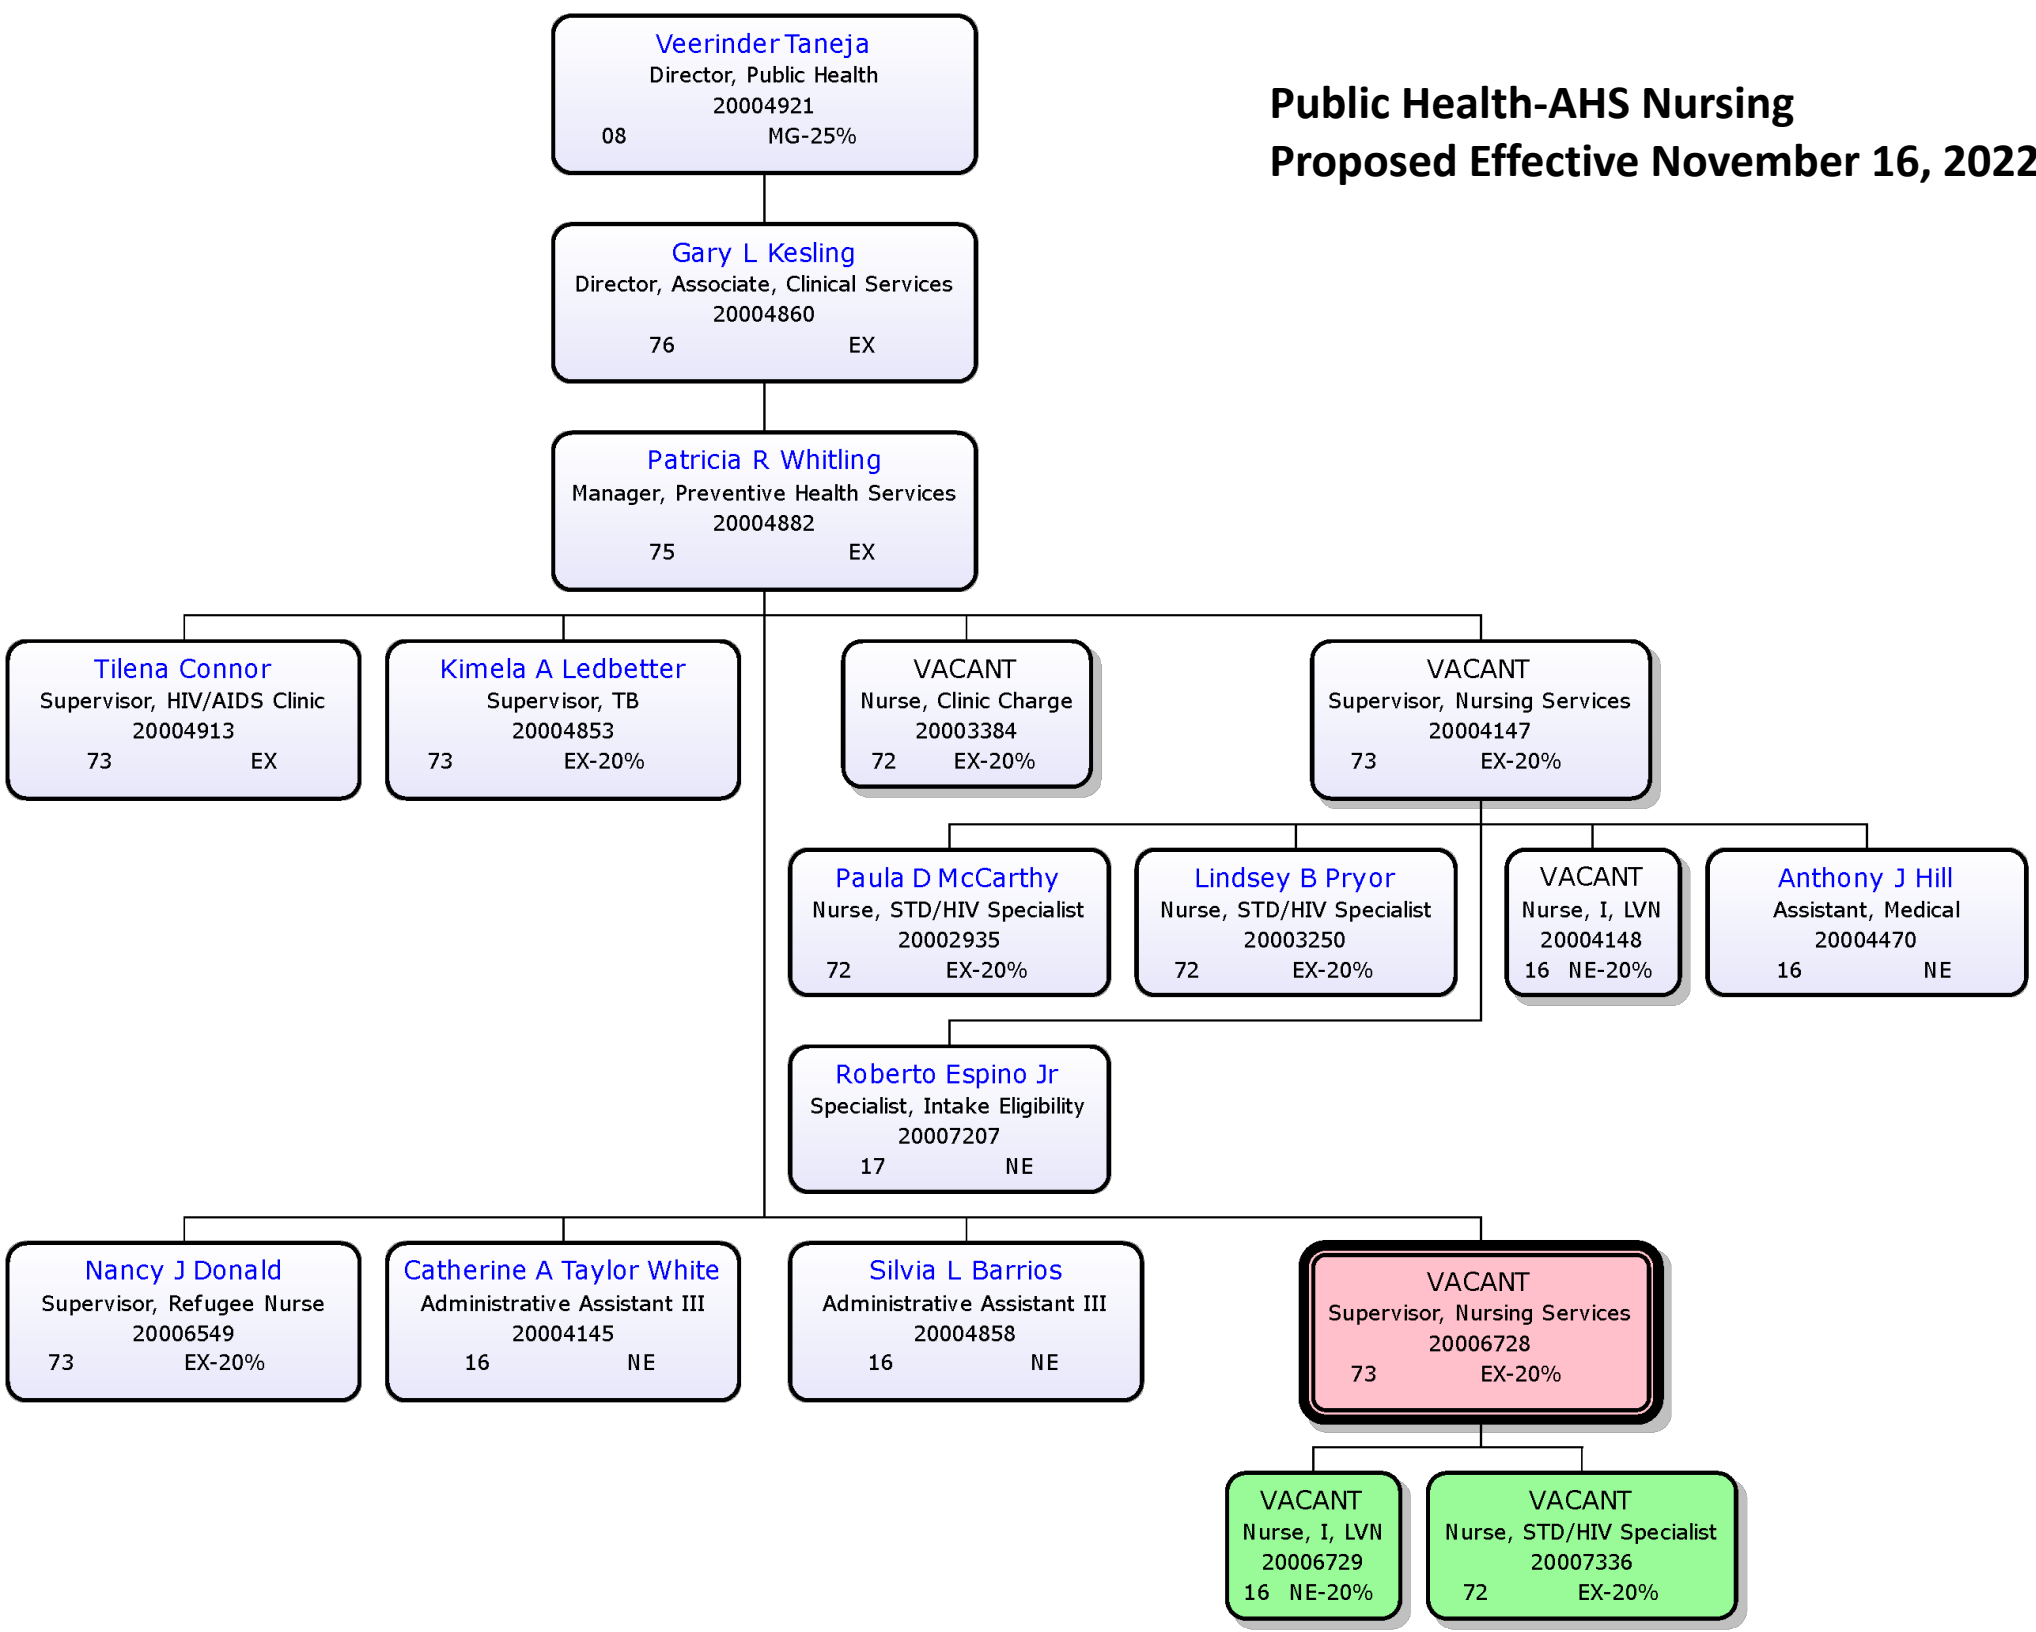 Public Health-AHS Nursing
Proposed Effective November 16, 2022
Veerinder Taneja
Director, Public Health
20004921
08 MG-25%
Gary L Kesling
Director, Associate, Clinical Services
20004860
76 EX
Patricia R Whitling
Manager, Preventive Health Services
20004882
75 EX
Tilena Connor
Supervisor, HIV/AIDS Clinic
20004913
73 EX
Kimela A Ledbetter
Supervisor, TB
20004853
73 EX-20%
VACANT
Nurse, Clinic Charge
20003384
72 EX-20%
VACANT
Supervisor, Nursing Services
20004147
73 EX-20%
Paula D McCarthy
Nurse, STD/HIV Specialist
20002935
72 EX-20%
Lindsey B Pryor
Nurse, STD/HIV Specialist
20003250
72 EX-20%
VACANT
Nurse, I, LVN
20004148
16 NE-20%
Anthony J Hill
Assistant, Medical
20004470
16 NE
Roberto Espino Jr
Specialist, Intake Eligibility
20007207
17 NE
Nancy J Donald
Supervisor, Refugee Nurse
20006549
73 EX-20%
Catherine A Taylor White
Administrative Assistant III
20004145
16 NE
Silvia L Barrios
Administrative Assistant III
20004858
16 NE
VACANT
Supervisor, Nursing Services
20006728
73 EX-20%
VACANT
Nurse, I, LVN
20006729
16 NE-20%
VACANT
Nurse, STD/HIV Specialist
20007336
72 EX-20%